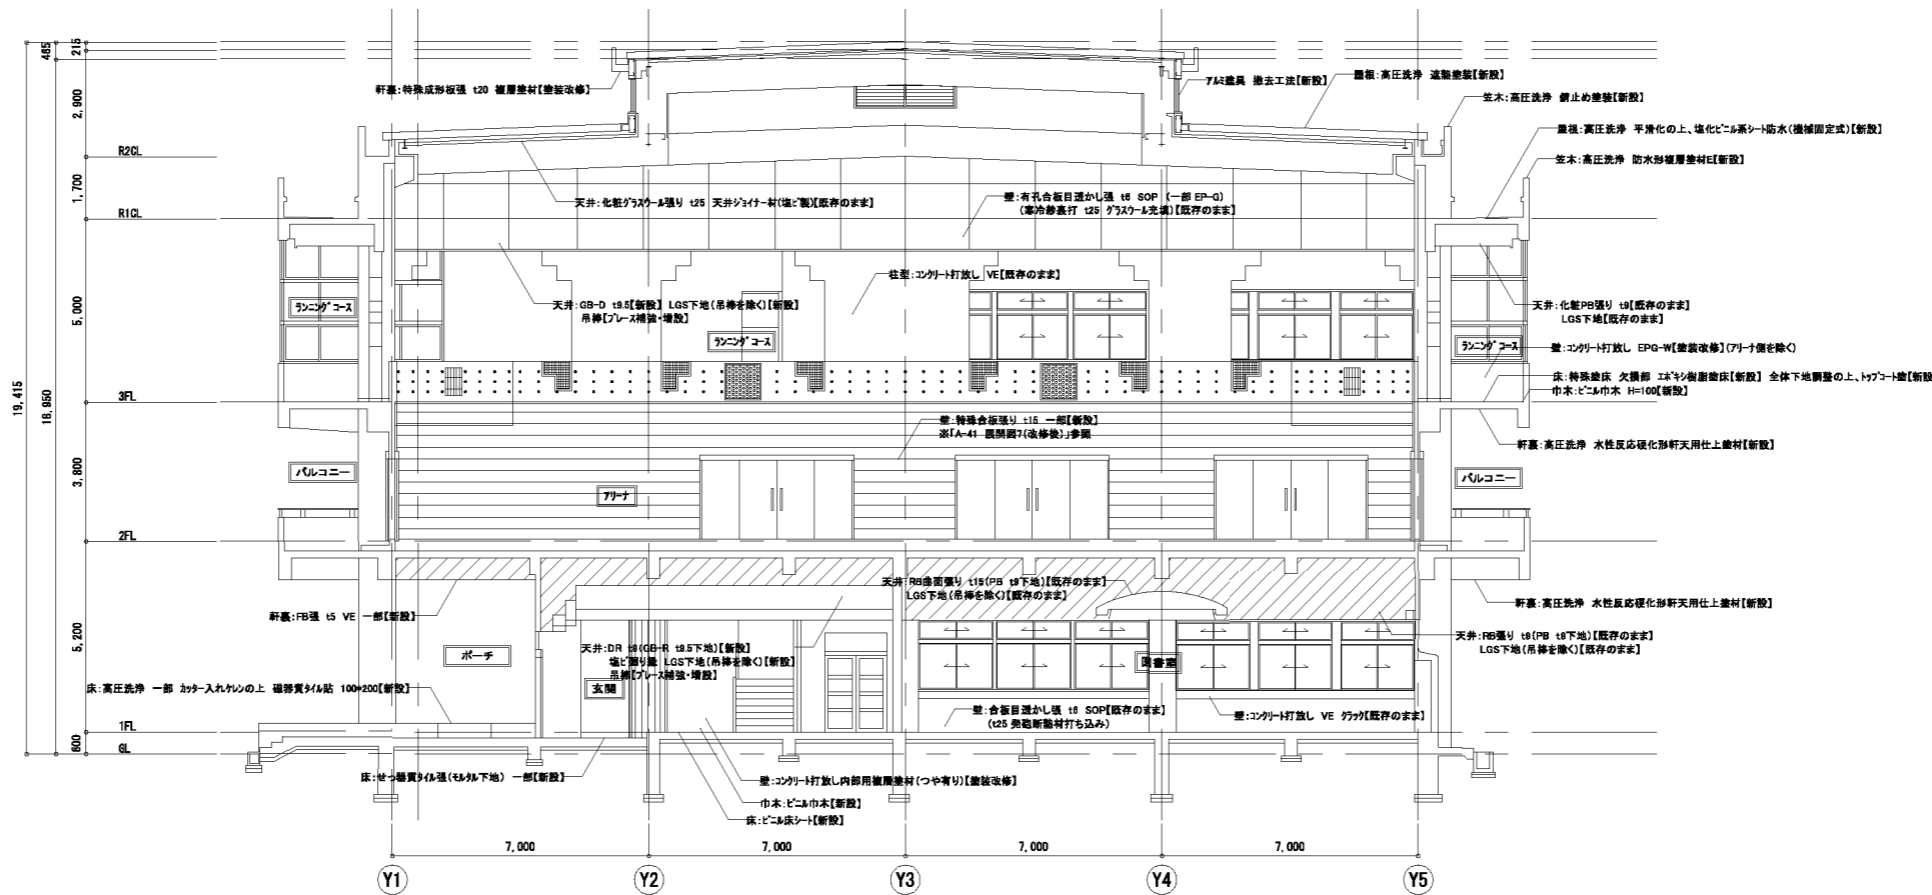 軒裏:特殊成形板張 t20 複層塗材【塗装改修】
アルミ建具 撤去工法【新設】
屋根:高圧洗浄 遮熱塗装【新設】
笠木:高圧洗浄 錆止め塗装【新設】
屋根:高圧洗浄 平滑化の上、塩化ビニル系シート防水(機械固定式)【新設】
笠木:高圧洗浄 防水形複層塗材E【新設】
天井:化粧グラスウール張り t25 天井ジョイナー材(塩ビ製)【既存のまま】
壁:有孔合板目透かし張 t6 SOP (一部 EP-G)
(寒冷紗裏打 t25 グラスウール充填)【既存のまま】
柱型:コンクリート打放し VE【既存のまま】
天井:GB-D t9.5【新設】 LGS下地(吊棒を除く)【新設】
吊棒【ブレース補強・増設】
ランニングコース
ランニングコース
ランニングコース
天井:化粧PB張り t9【既存のまま】
LGS下地【既存のまま】
壁:コンクリート打放し EPG-W【塗装改修】(アリーナ側を除く)
床:特殊塗床 欠損部 エポキシ樹脂塗床【新設】 全体下地調整の上、トップコート塗【新設
巾木:ビニル巾木 H=100【新設】
壁:特殊合板張り t15 一部【新設】
※「A-41 展開図7(改修後)」参照
軒裏:高圧洗浄 水性反応硬化形軒天用仕上塗材【新設】
バルコニー
アリーナ
バルコニー
天井:RB曲面張り t15(PB t9下地)【既存のまま】
LGS下地(吊棒を除く)【既存のまま】
軒裏:高圧洗浄 水性反応硬化形軒天用仕上塗材【新設】
軒裏:FB張 t5 VE 一部【新設】
天井:RB張り t9(PB t9下地)【既存のまま】
LGS下地(吊棒を除く)【既存のまま】
天井:DR t9(GB-R t9.5下地)【新設】
塩ビ廻り縁 LGS下地(吊棒を除く)【新設】
吊棒【ブレース補強・増設】
ポーチ
玄関
図書室
床:高圧洗浄 一部 カッター入れケレンの上 磁器質タイル貼 100*200【新設】
壁:合板目透かし張 t6 SOP【既存のまま】
(t25 発砲断熱材打ち込み)
壁:コンクリート打放し VE クラック【既存のまま】
床:せっ器質タイル張(モルタル下地) 一部【新設】
壁:コンクリート打放し内部用複層塗材(つや有り)【塗装改修】
巾木:ビニル巾木【新設】
床:ビニル床シート【新設】
19,415
465
18,950
215
2,900
1,700
5,000
3,800
5,200
600
R2CL
R1CL
3FL
2FL
1FL
GL
7,000
7,000
7,000
7,000
Y1
Y2
Y3
Y4
Y5